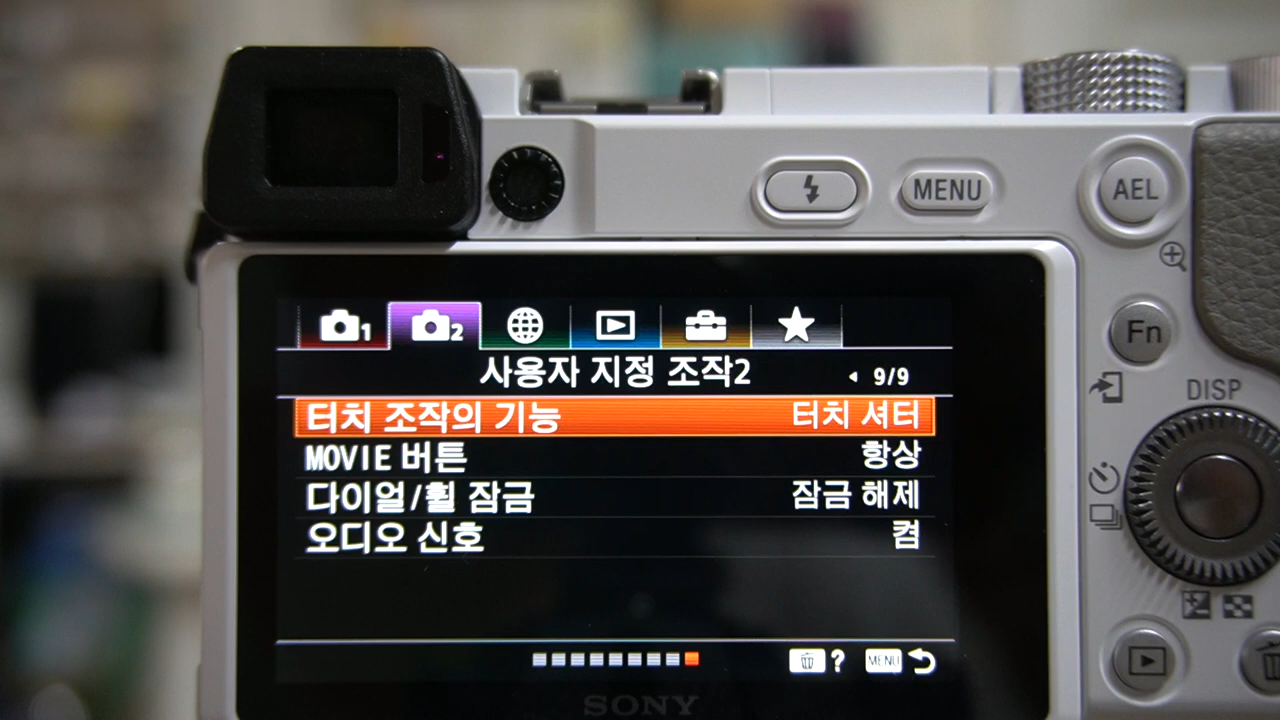 MENU
AEL
Fn
DISP
1
2
사용자 지정 조작2
9/9
터치 조작의 기능 터치 셔터
MOVIE 버튼 항상
다이얼/휠 잠금 잠금 해제
오디오 신호 켬
? MENU
SONY